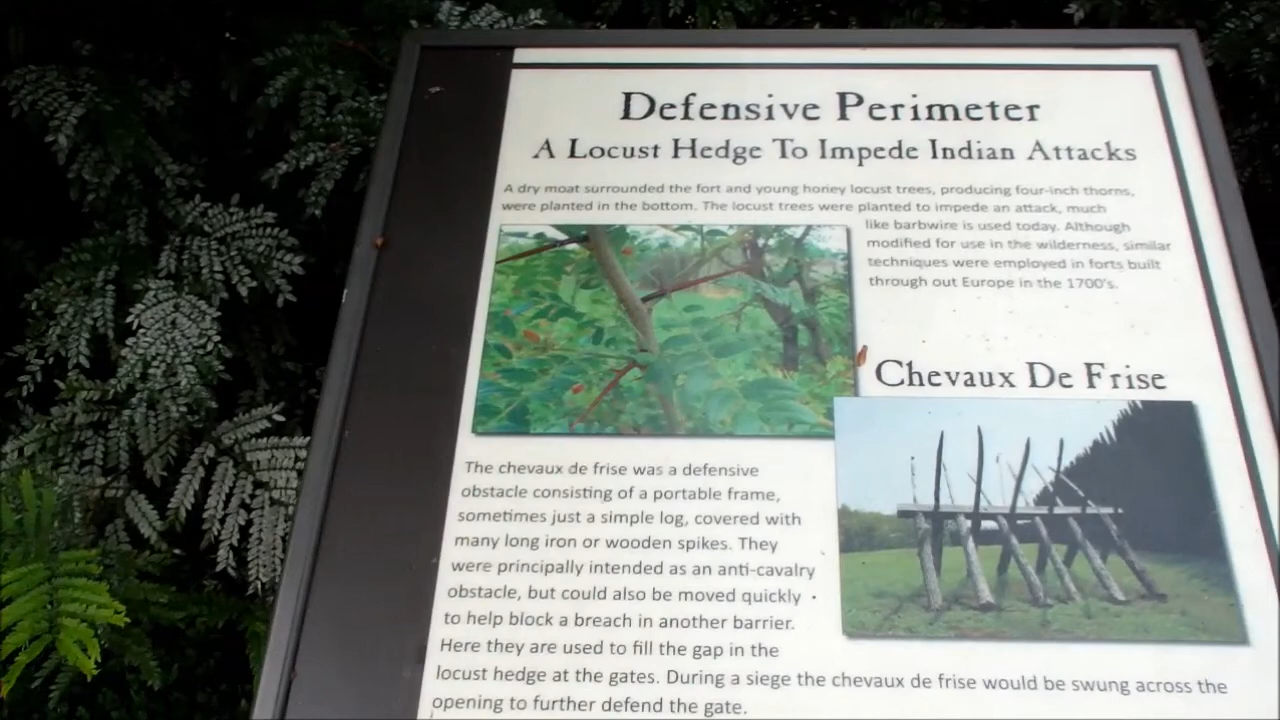 Defensive Perimeter
A Locust Hedge To Impede Indian Attacks
A dry moat surrounded the fort and young honey locust trees, producing four-inch thorns,
were planted in the bottom. The locust trees were planted to impede an attack, much
like barbwire is used today. Although
modified for use in the wilderness, similar
techniques were employed in forts built
through out Europe in the 1700's.
Chevaux De Frise
The chevaux de frise was a defensive
obstacle consisting of a portable frame,
sometimes just a simple log, covered with
many long iron or wooden spikes. They
were principally intended as an anti-cavalry
obstacle, but could also be moved quickly
to help block a breach in another barrier.
Here they are used to fill the gap in the
locust hedge at the gates. During a siege the chevaux de frise would be swung across the
opening to further defend the gate.